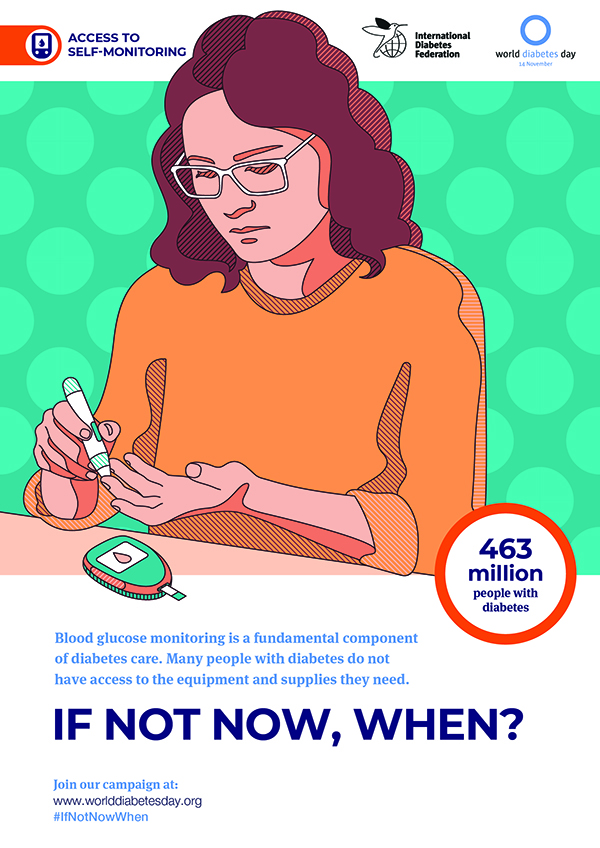 ACCESS TO
SELF-MONITORING
International
Diabetes
Federation
world diabetes day
14 November
463
million
people with
diabetes
Blood glucose monitoring is a fundamental component
of diabetes care. Many people with diabetes do not
have access to the equipment and supplies they need.
IF NOT NOW, WHEN?
Join our campaign at:
www.worlddiabetesday.org
#IfNotNowWhen